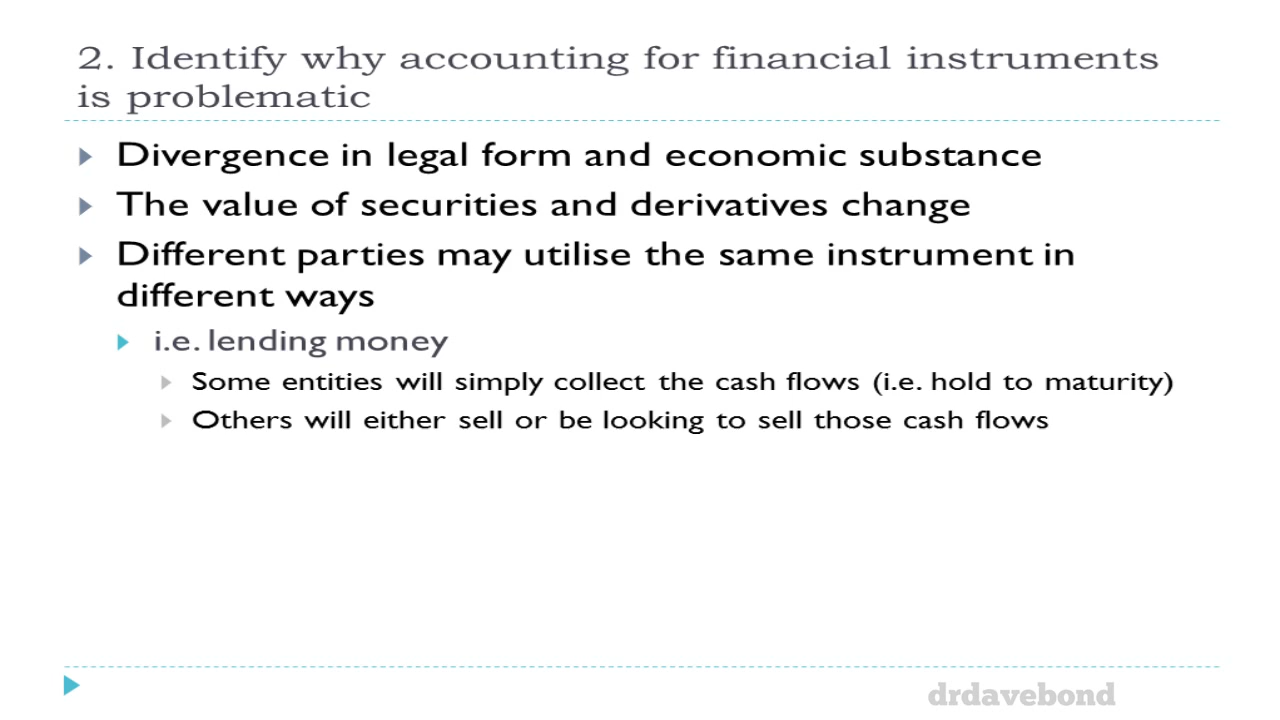 2. Identify why accounting for financial instruments
is problematic
Divergence in legal form and economic substance
The value of securities and derivatives change
Different parties may utilise the same instrument in
different ways
i.e. lending money
Some entities will simply collect the cash flows (i.e. hold to maturity)
Others will either sell or be looking to sell those cash flows
drdavebond